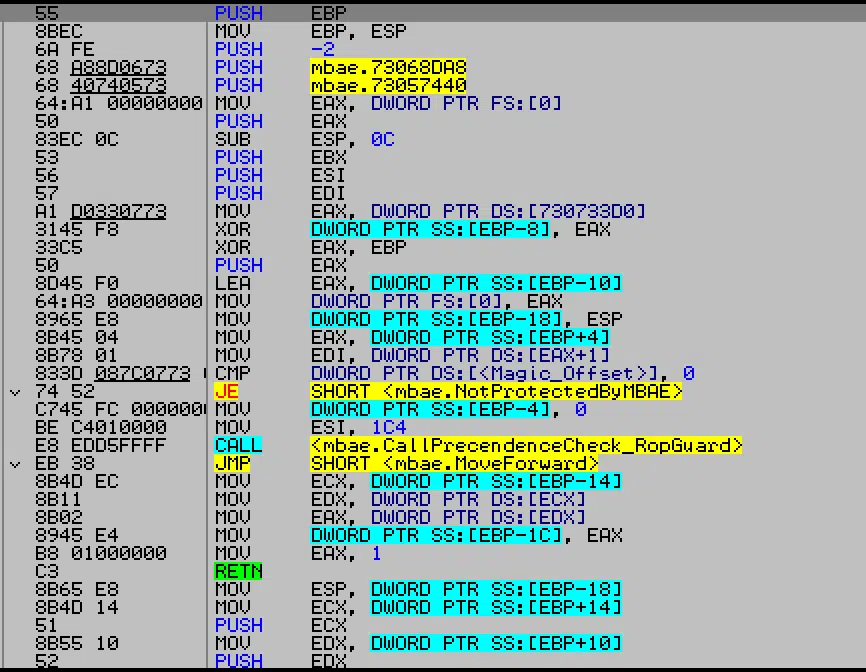 55 PUSH EBP
8BEC MOV EBP, ESP
6A FE PUSH -2
68 A88D0673 PUSH mbae.73068DA8
68 40740573 PUSH mbae.73057440
64:A1 00000000 MOV EAX, DWORD PTR FS:[0]
50 PUSH EAX
83EC 0C SUB ESP, 0C
53 PUSH EBX
56 PUSH ESI
57 PUSH EDI
A1 D0330773 MOV EAX, DWORD PTR DS:[730733D0]
3145 F8 XOR DWORD PTR SS:[EBP-8], EAX
33C5 XOR EAX, EBP
50 PUSH EAX
8D45 F0 LEA EAX, DWORD PTR SS:[EBP-10]
64:A3 00000000 MOV DWORD PTR FS:[0], EAX
8965 E8 MOV DWORD PTR SS:[EBP-18], ESP
8B45 04 MOV EAX, DWORD PTR SS:[EBP+4]
8B78 01 MOV EDI, DWORD PTR DS:[EAX+1]
833D 087C0773 CMP DWORD PTR DS:[<Magic_Offset>], 0
74 52 JE SHORT <mbae.NotProtectedByMBAE>
C745 FC 000000 MOV DWORD PTR SS:[EBP-4], 0
BE C4010000 MOV ESI, 1C4
E8 EDD5FFFF CALL <mbae.CallPrecendenceCheck_RopGuard>
EB 38 JMP SHORT <mbae.MoveForward>
8B4D EC MOV ECX, DWORD PTR SS:[EBP-14]
8B11 MOV EDX, DWORD PTR DS:[ECX]
8B02 MOV EAX, DWORD PTR DS:[EDX]
8945 E4 MOV DWORD PTR SS:[EBP-1C], EAX
B8 01000000 MOV EAX, 1
C3 RETN
8B65 E8 MOV ESP, DWORD PTR SS:[EBP-18]
8B4D 14 MOV ECX, DWORD PTR SS:[EBP+14]
51 PUSH ECX
8B55 10 MOV EDX, DWORD PTR SS:[EBP+10]
52 PUSH EDX